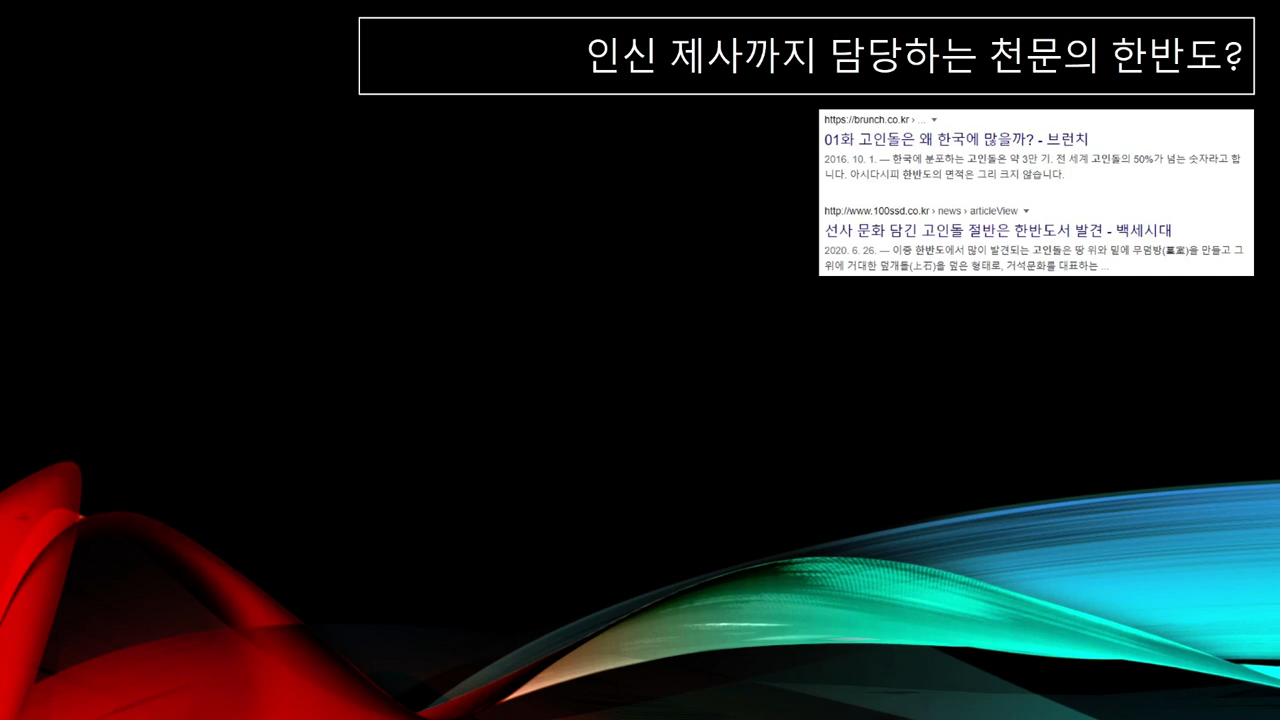 인신 제사까지 담당하는 천문의 한반도?
https://brunch.co.kr › ... ▾
01화 고인돌은 왜 한국에 많을까? - 브런치
2016. 10. 1. — 한국에 분포하는 고인돌은 약 3만 기. 전 세계 고인돌의 50%가 넘는 숫자라고 합
니다. 아시다시피 한반도의 면적은 그리 크지 않습니다.
http://www.100ssd.co.kr › news › articleView ▾
선사 문화 담긴 고인돌 절반은 한반도서 발견 - 백세시대
2020. 6. 26. — 이중 한반도에서 많이 발견되는 고인돌은 땅 위와 밑에 무덤방(墓室)을 만들고 그
위에 거대한 덮개돌(上石)을 덮은 형태로, 거석문화를 대표하는 ...